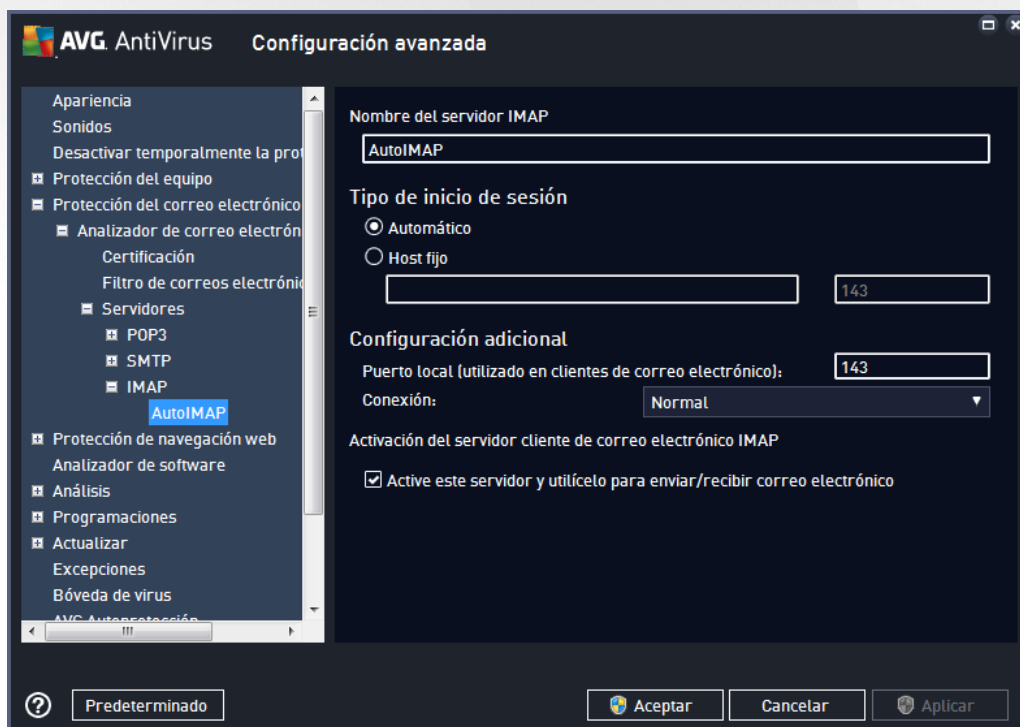 AVG. AntiVirus Configuración avanzada
Apariencia
Sonidos
Desactivar temporalmente la prot
Protección del equipo
Protección del correo electrónico
Analizador de correo electrón
Certificación
Filtro de correos electrónic
Servidores
POP3
SMTP
IMAP
AutoIMAP
Protección de navegación web
Analizador de software
Análisis
Programaciones
Actualizar
Excepciones
Bóveda de virus
AVG Autoprotección
Nombre del servidor IMAP
AutoIMAP
Tipo de inicio de sesión
Automático
Host fijo
143
Configuración adicional
Puerto local (utilizado en clientes de correo electrónico): 143
Conexión: Normal
Activación del servidor cliente de correo electrónico IMAP
Active este servidor y utilícelo para enviar/recibir correo electrónico
Predeterminado Aceptar Cancelar Aplicar